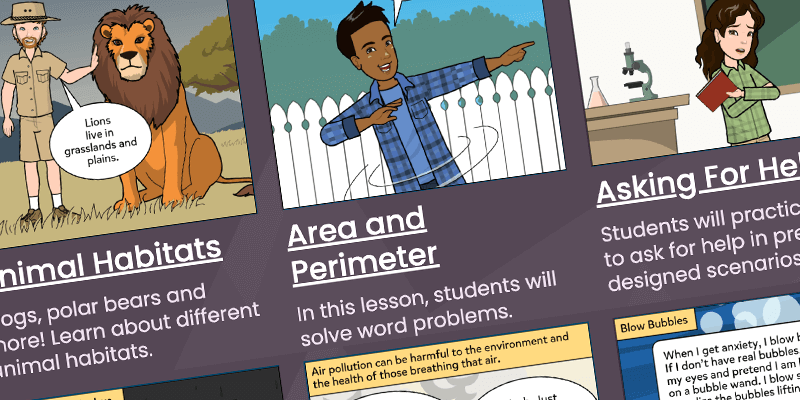 Lions
live in
grasslands and
plains.
nimal Habitats
ogs, polar bears and
more! Learn about different
nimal habitats.
Area and
Perimeter
In this lesson, students will
solve word problems.
Asking For Hel
Students will practic
to ask for help in pre
designed scenarios
Air pollution can be harmful to the environment and
the health of those breathing that air.
Blow Bubbles
When I get anxiety, I blow b
If I don't have real bubbles,
my eyes and pretend I am
on a bubble wand. I blow s
the bubbles lifting